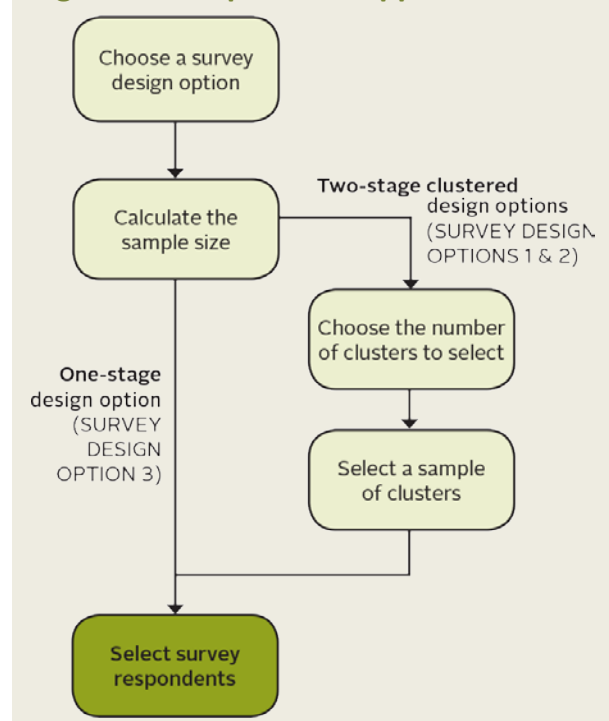 Choose a survey
design option
Calculate the
sample size
Two-stage clustered
design options
(SURVEY DESIGN
OPTIONS 1 & 2)
Choose the number
of clusters to select
One-stage
design option
(SURVEY
DESIGN
OPTION 3)
Select a sample
of clusters
Select survey
respondents